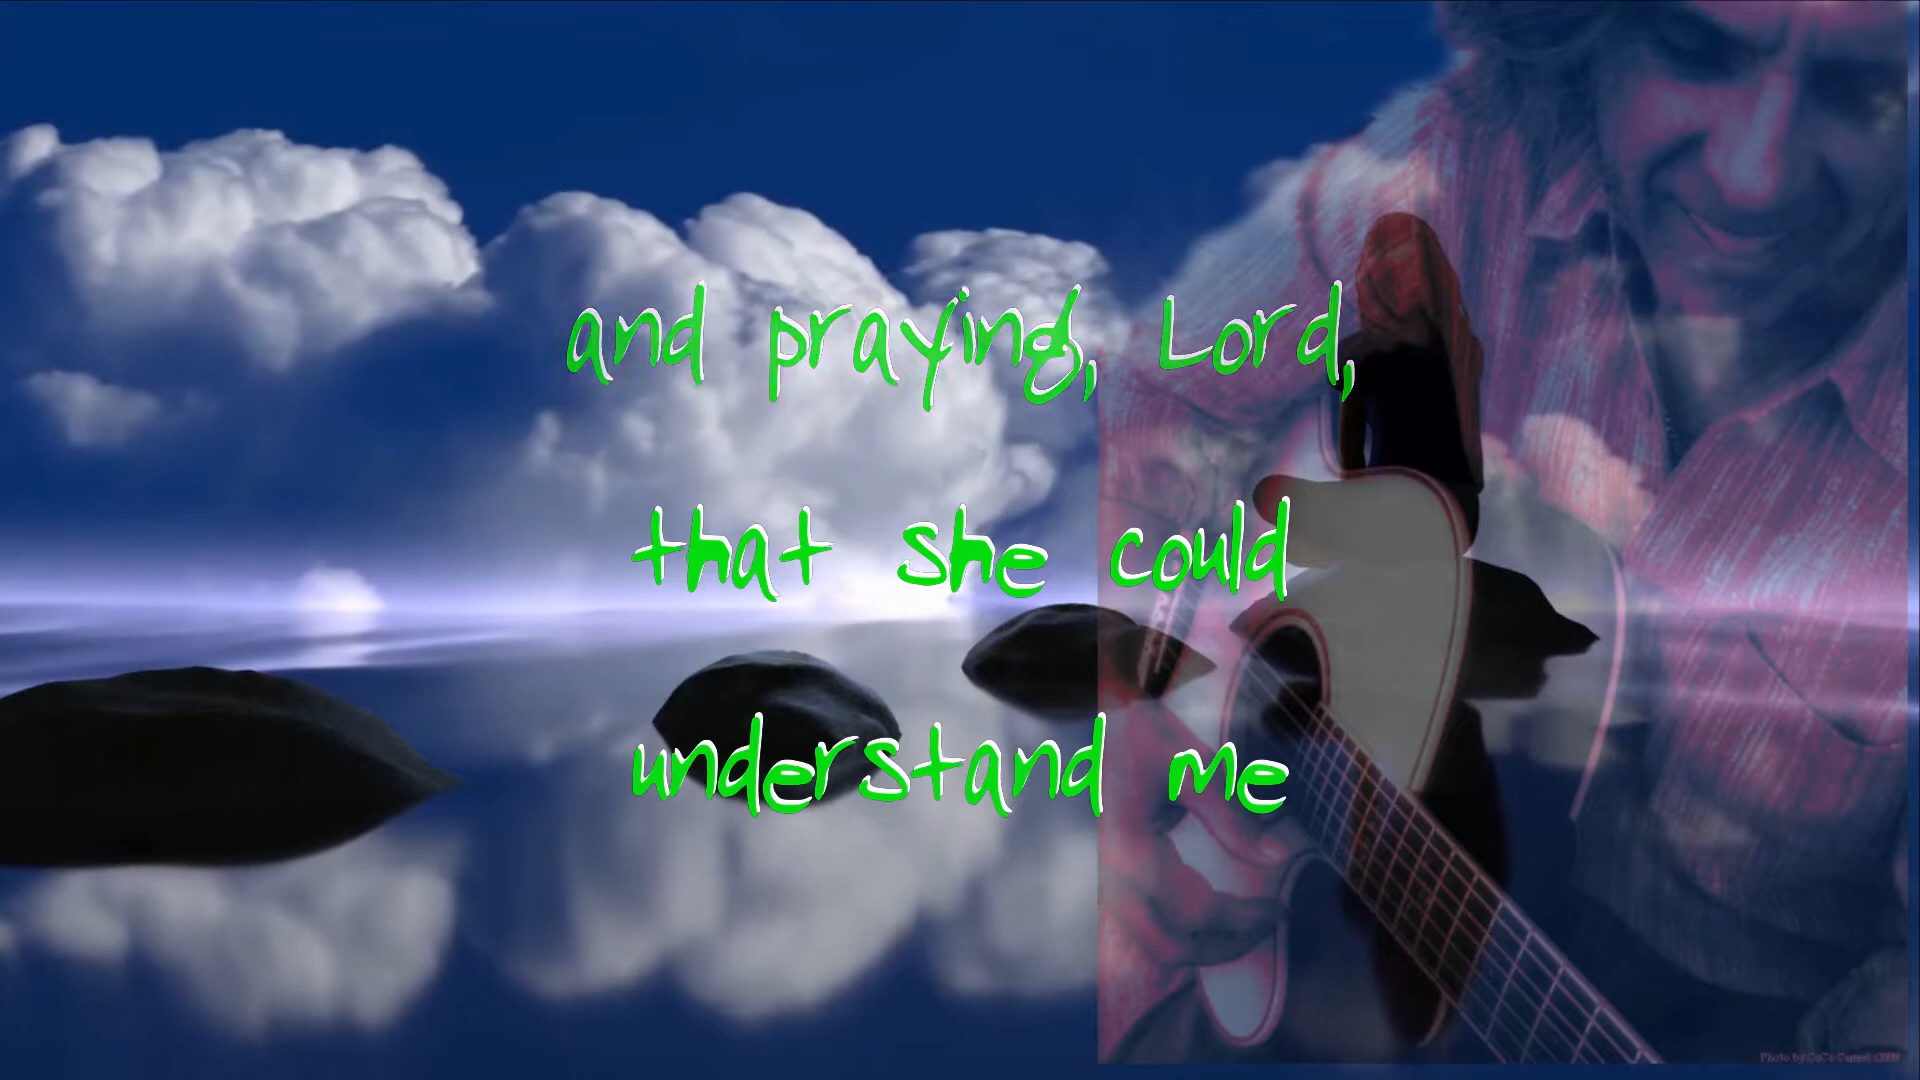 and praying, Lord,
that she could
understand me